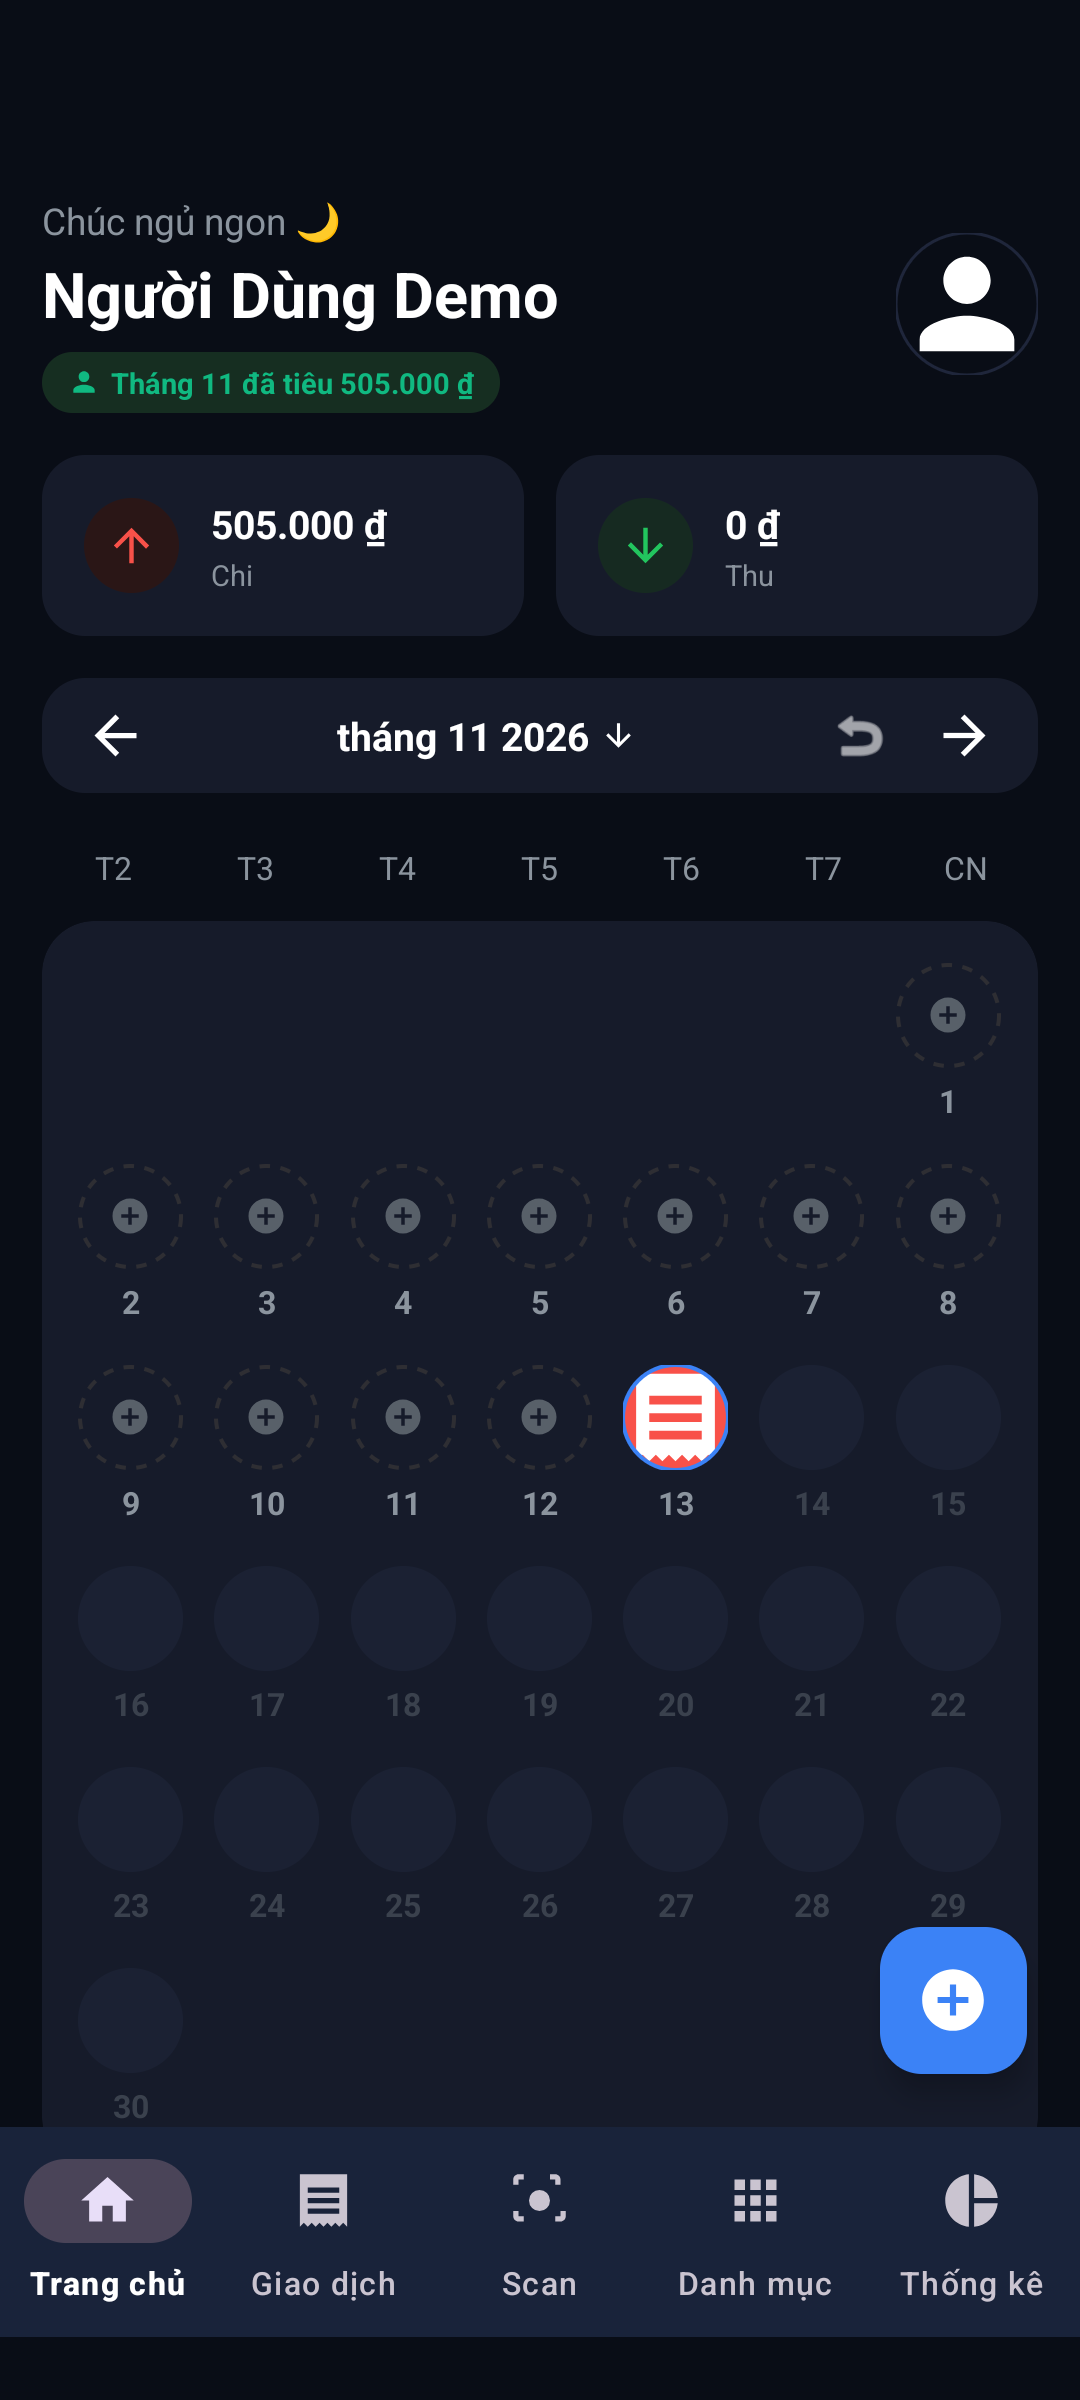 Chúc ngủ ngon 🌙
Người Dùng Demo
Tháng 11 đã tiêu 505.000 ₫
505.000 ₫
Chi
0 ₫
Thu
tháng 11 2026
T2 T3 T4 T5 T6 T7 CN
1
2 3 4 5 6 7 8
9 10 11 12 13 14 15
16 17 18 19 20 21 22
23 24 25 26 27 28 29
30
Trang chủ Giao dịch Scan Danh mục Thống kê